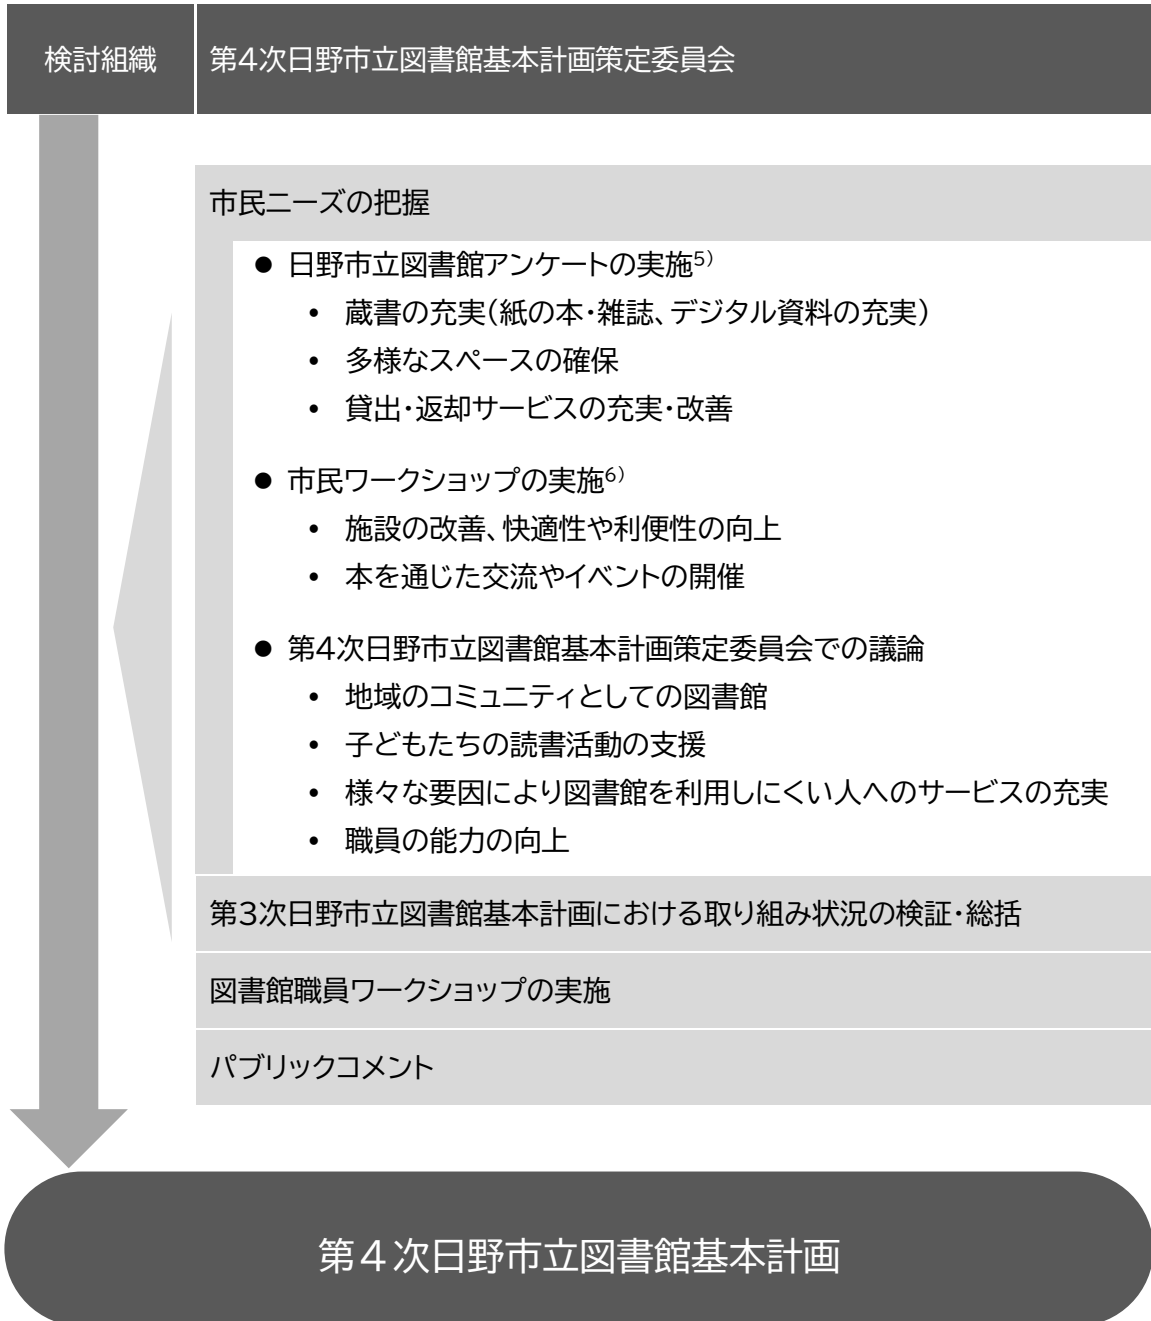 検討組織
第4次日野市立図書館基本計画策定委員会
市民ニーズの把握
● 日野市立図書館アンケートの実施5)
• 蔵書の充実(紙の本・雑誌、デジタル資料の充実)
• 多様なスペースの確保
• 貸出・返却サービスの充実・改善
● 市民ワークショップの実施6)
• 施設の改善、快適性や利便性の向上
• 本を通じた交流やイベントの開催
● 第4次日野市立図書館基本計画策定委員会での議論
• 地域のコミュニティとしての図書館
• 子どもたちの読書活動の支援
• 様々な要因により図書館を利用しにくい人へのサービスの充実
• 職員の能力の向上
第3次日野市立図書館基本計画における取り組み状況の検証・総括
図書館職員ワークショップの実施
パブリックコメント
第4次日野市立図書館基本計画